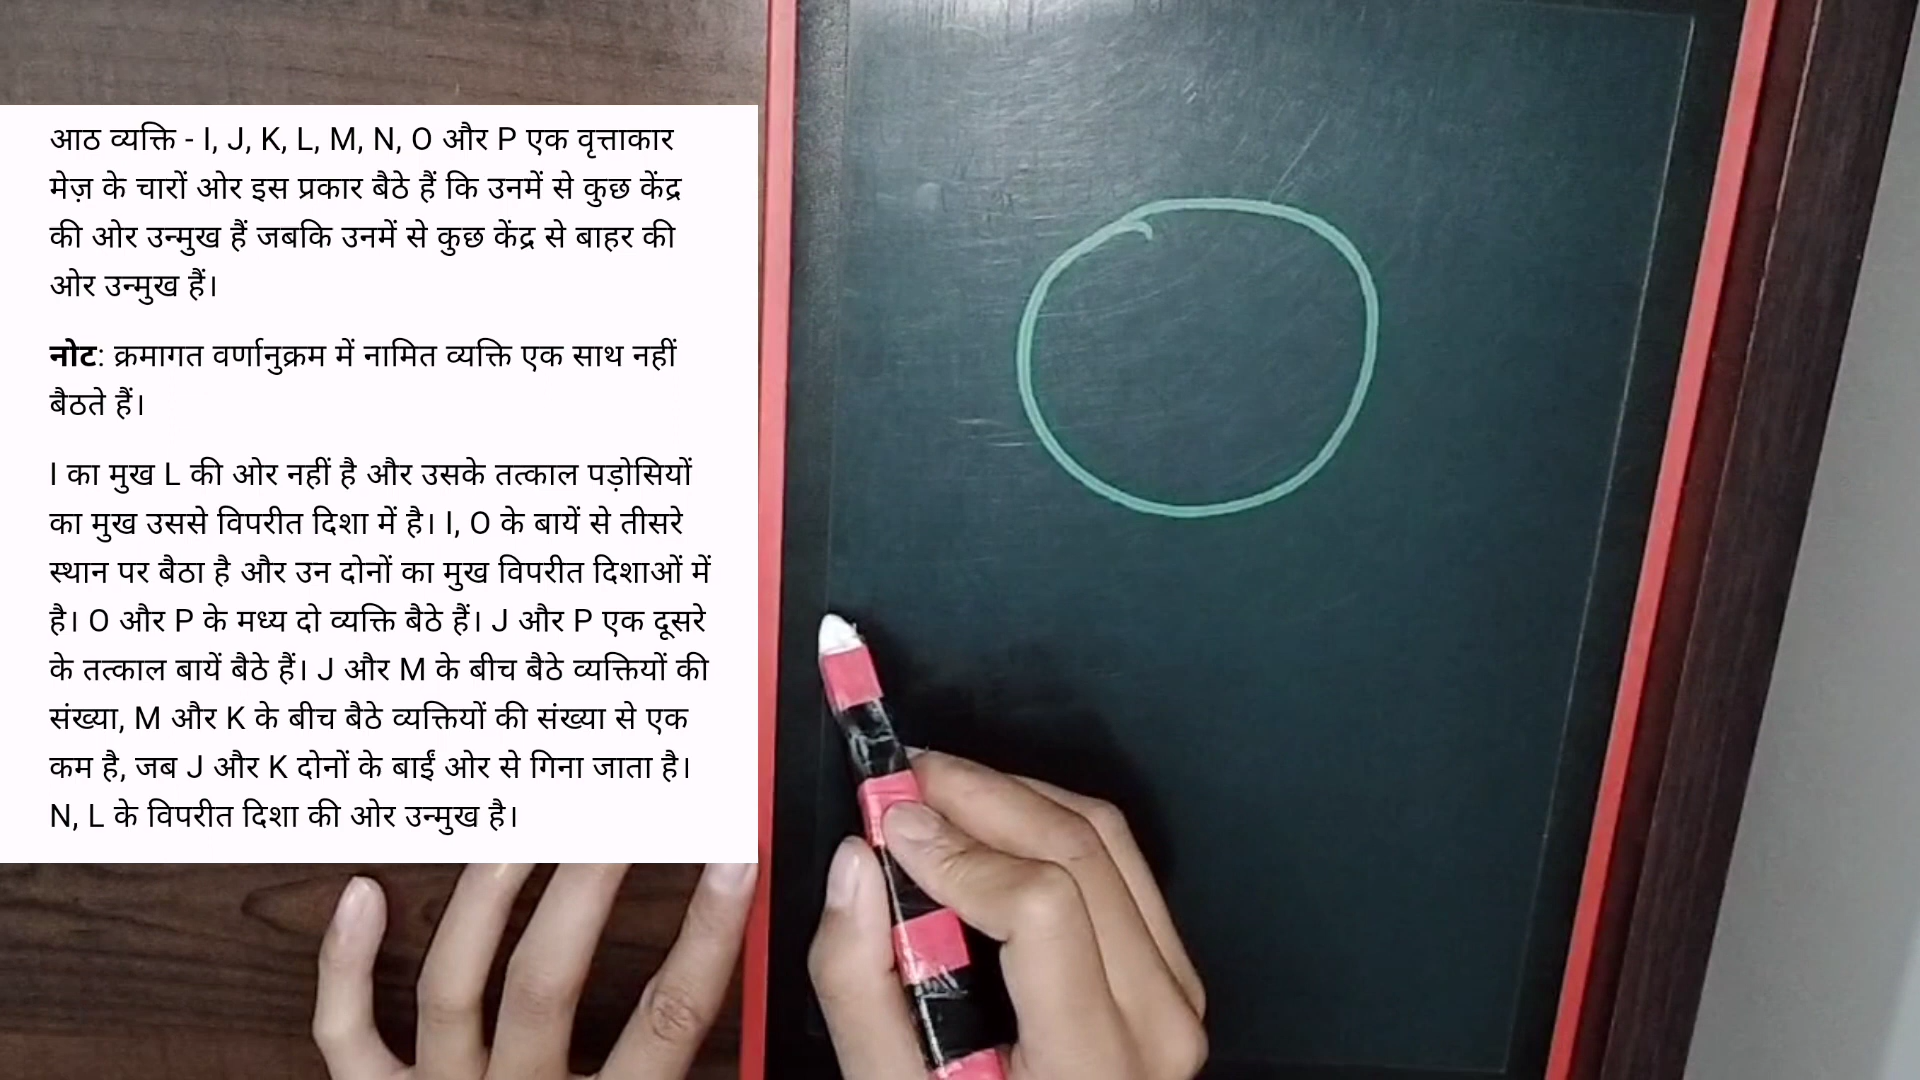 आठ व्यक्ति - I, J, K, L, M, N, O और P एक वृत्ताकार
मेज़ के चारों ओर इस प्रकार बैठे हैं कि उनमें से कुछ केंद्र
की ओर उन्मुख हैं जबकि उनमें से कुछ केंद्र से बाहर की
ओर उन्मुख हैं।
नोट: क्रमागत वर्णानुक्रम में नामित व्यक्ति एक साथ नहीं
बैठते हैं।
I का मुख L की ओर नहीं है और उसके तत्काल पड़ोसियों
का मुख उससे विपरीत दिशा में है। I, O के बायें से तीसरे
स्थान पर बैठा है और उन दोनों का मुख विपरीत दिशाओं में
है। O और P के मध्य दो व्यक्ति बैठे हैं। J और P एक दूसरे
के तत्काल बायें बैठे हैं। J और M के बीच बैठे व्यक्तियों की
संख्या, M और K के बीच बैठे व्यक्तियों की संख्या से एक
कम है, जब J और K दोनों के बाईं ओर से गिना जाता है।
N, L के विपरीत दिशा की ओर उन्मुख है।